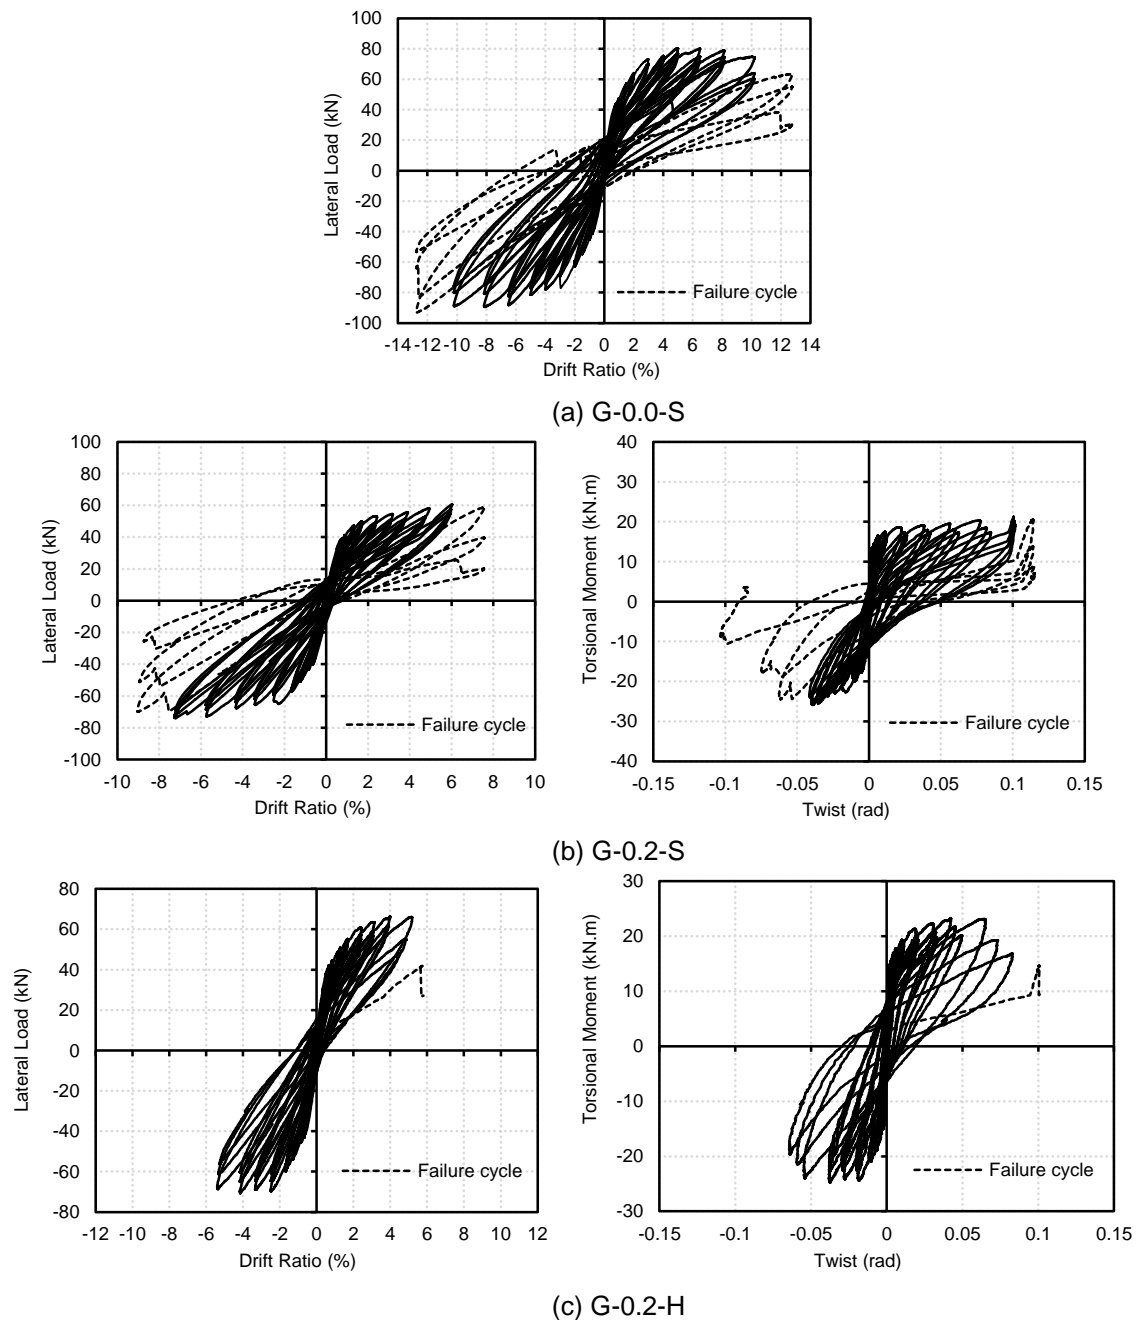 100
80
60
40
20
0
-20
-40
-60
-80
-100
Lateral Load (kN)
Failure cycle
-14 -12 -10 -8 -6 -4 -2 0 2 4 6 8 10 12 14
Drift Ratio (%)
(a) G-0.0-S
100
80
60
40
20
0
-20
-40
-60
-80
-100
Lateral Load (kN)
Failure cycle
-10 -8 -6 -4 -2 0 2 4 6 8 10
Drift Ratio (%)
40
30
20
10
0
-10
-20
-30
-40
Torsional Moment (kN.m)
Failure cycle
-0.15 -0.1 -0.05 0 0.05 0.1 0.15
Twist (rad)
(b) G-0.2-S
80
60
40
20
0
-20
-40
-60
-80
Lateral Load (kN)
Failure cycle
-12 -10 -8 -6 -4 -2 0 2 4 6 8 10 12
Drift Ratio (%)
30
20
10
0
-10
-20
-30
Torsional Moment (kN.m)
Failure cycle
-0.15 -0.1 -0.05 0 0.05 0.1 0.15
Twist (rad)
(c) G-0.2-H